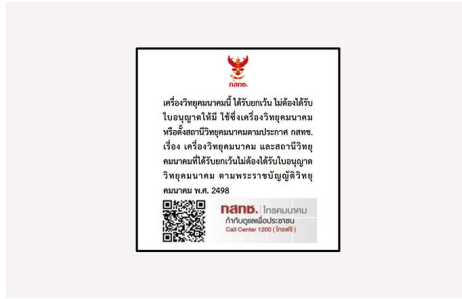 กสทช.
เครื่องวิทยุคมนาคมนี้ ได้รับยกเว้น ไม่ต้องได้รับ
ใบอนุญาตให้มี ใช้ซึ่งเครื่องวิทยุคมนาคม
หรือตั้งสถานีวิทยุคมนาคมตามประกาศ กสทช.
เรื่อง เครื่องวิทยุคมนาคม และสถานีวิทยุ
คมนาคมที่ได้รับยกเว้นไม่ต้องได้รับใบอนุญาต
วิทยุคมนาคม ตามพระราชบัญญัติวิทยุ
คมนาคม พ.ศ. 2498
กสทช. | โทรคมนาคม
กำกับดูแลเพื่อประชาชน
Call Center 1200 (โทรฟรี)